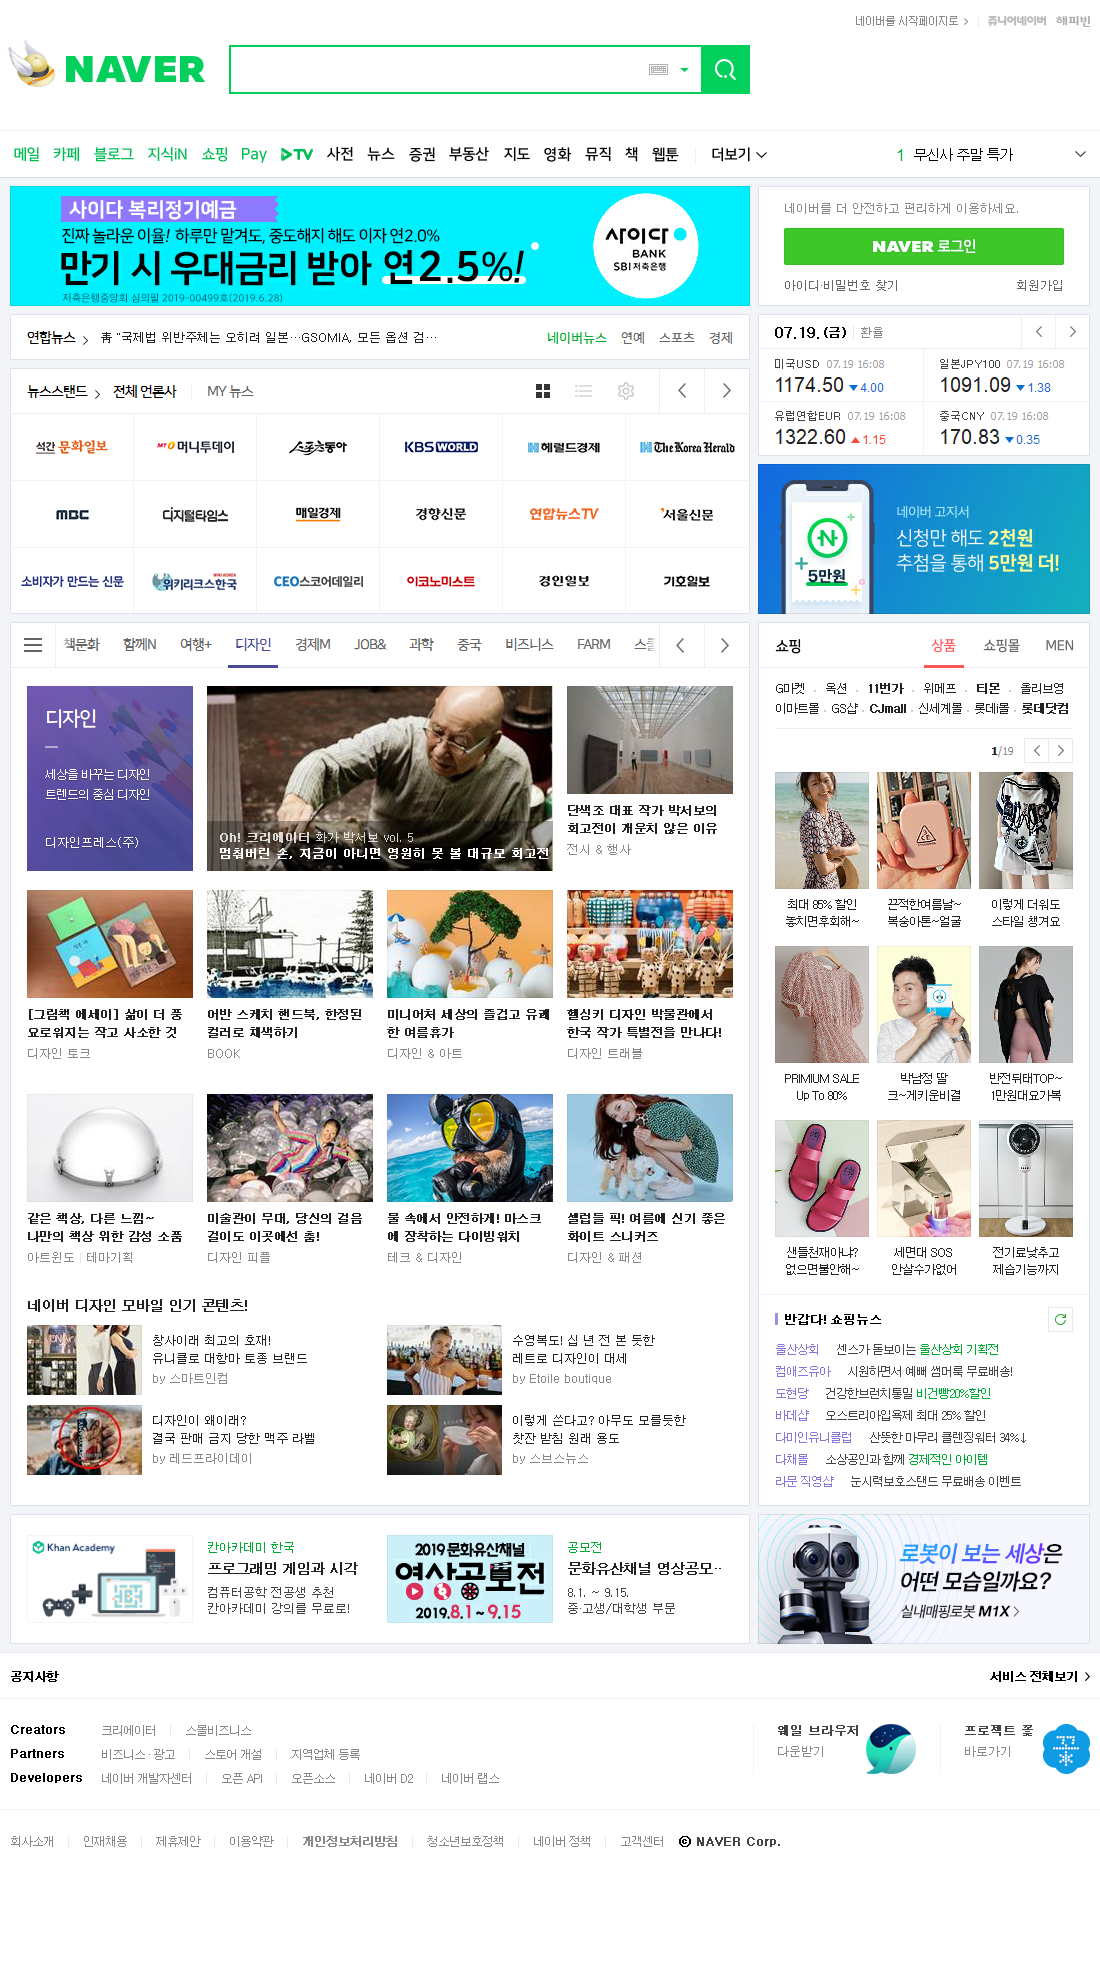 네이버를 시작페이지로
쥬니어네이버 해피빈
NAVER
메일 카페 블로그 지식iN 쇼핑 Pay TV 사전 뉴스 증권 부동산 지도 영화 뮤직 책 웹툰 더보기
1 무신사 주말 특가
사이다 복리정기예금
진짜 놀라운 이율! 하루만 맡겨도, 중도해지 해도 이자 연2.0%
만기 시 우대금리 받아 연2.5%!
저축은행중앙회 심의필 2019-00499호(2019.6.28)
사이다
BANK
SBI 저축은행
네이버를 더 안전하고 편리하게 이용하세요.
NAVER 로그인
아이디·비밀번호 찾기 회원가입
연합뉴스 靑 "국제법 위반주체는 오히려 일본…GSOMIA, 모든 옵션 검…
네이버뉴스 연예 스포츠 경제
07.19. (금) 환율
미국USD 07.19 16:08
1174.50 ▼4.00
일본JPY100 07.19 16:08
1091.09 ▼1.38
유럽연합EUR 07.19 16:08
1322.60 ▲1.15
중국CNY 07.19 16:08
170.83 ▼0.35
뉴스스탠드 전체 언론사 MY 뉴스
석간 문화일보 MT 머니투데이 스포츠동아 KBS WORLD 헤럴드경제 The Korea Herald
MBC 디지털타임스 매일경제 경향신문 연합뉴스TV 서울신문
소비자가 만드는 신문 위키리크스한국 CEO스코어데일리 이코노미스트 경인일보 기호일보
네이버 고지서
신청만 해도 2천원
추첨을 통해 5만원 더!
5만원
책문화 함께N 여행+ 디자인 경제M JOB& 과학 중국 비즈니스 FARM
디자인
세상을 바꾸는 디자인
트렌드의 중심 디자인
디자인프레스(주)
Oh! 크리에이터 화가 박서보 vol. 5
멈춰버린 손, 지금이 아니면 영원히 못 볼 대규모 회고전
단색조 대표 작가 박서보의
회고전이 개운치 않은 이유
전시 & 행사
[그림책 에세이] 삶이 더 풍
요로워지는 작고 사소한 것
디자인 토크
어반 스케치 핸드북, 한정된
컬러로 채색하기
BOOK
미니어처 세상의 즐겁고 유쾌
한 여름휴가
디자인 & 아트
헬싱키 디자인 박물관에서
한국 작가 특별전을 만나다!
디자인 트래블
같은 책상, 다른 느낌~
나만의 책상 위한 감성 소품
아트윈도 | 테마기획
미술관이 무대, 당신의 걸음
걸이도 이곳에선 춤!
디자인 피플
물 속에서 안전하게! 마스크
에 장착하는 다이빙워치
테크 & 디자인
셀럽들 픽! 여름에 신기 좋은
화이트 스니커즈
디자인 & 패션
네이버 디자인 모바일 인기 콘텐츠!
창사이래 최고의 호재!
유니클로 대항마 토종 브랜드
by 스마트인컴
수영복도! 십 년 전 본 듯한
레트로 디자인이 대세
by Etoile boutique
디자인이 왜이래?
결국 판매 금지 당한 맥주 라벨
by 레드프라이데이
이렇게 쓴다고? 아무도 모를듯한
찻잔 받침 원래 용도
by 스브스뉴스
쇼핑 상품 쇼핑몰 MEN
G마켓 · 옥션 · 11번가 · 위메프 · 티몬 · 올리브영
이마트몰 · GS샵 · CJmall · 신세계몰 · 롯데i몰 · 롯데닷컴
1/19
최대 85% 할인
놓치면후회해~
끈적한여름날~
복숭아톤~얼굴
이렇게 더워도
스타일 챙겨요
PRIMIUM SALE
Up To 80%
박남정 딸
크~게키운비결
반전뒤태TOP~
1만원대요가복
샌들천재아냐?
없으면불안해~
세면대 SOS
안살수가없어
전기료낮추고
제습기능까지
반갑다! 쇼핑뉴스
울산상회 센스가 돋보이는 울산상회 기획전
컴애즈유아 시원하면서 예뻐 썸머룩 무료배송!
도현당 건강한브런치통밀 비건빵20%할인
바데샵 오스트리아입욕제 최대 25% 할인
다미인유니클럽 산뜻한 마무리 클렌징워터 34%↓
다채몰 소상공인과 함께 경제적인 아이템
라문 직영샵 눈시력보호스탠드 무료배송 이벤트
Khan Academy
칸아카데미 한국
프로그래밍 게임과 시각
컴퓨터공학 전공생 추천
칸아카데미 강의를 무료로!
2019 문화유산채널
영상공모전
2019.8.1 ~ 9.15
공모전
문화유산채널 영상공모…
8.1. ~ 9.15.
중·고생/대학생 부문
로봇이 보는 세상은
어떤 모습일까요?
실내매핑로봇 M1X
공지사항 서비스 전체보기
Creators 크리에이터 스몰비즈니스
Partners 비즈니스·광고 스토어 개설 지역업체 등록
Developers 네이버 개발자센터 오픈 API 오픈소스 네이버 D2 네이버 랩스
웨일 브라우저
다운받기
프로젝트 꽃
바로가기
회사소개 인재채용 제휴제안 이용약관 개인정보처리방침 청소년보호정책 네이버 정책 고객센터 ⓒ NAVER Corp.